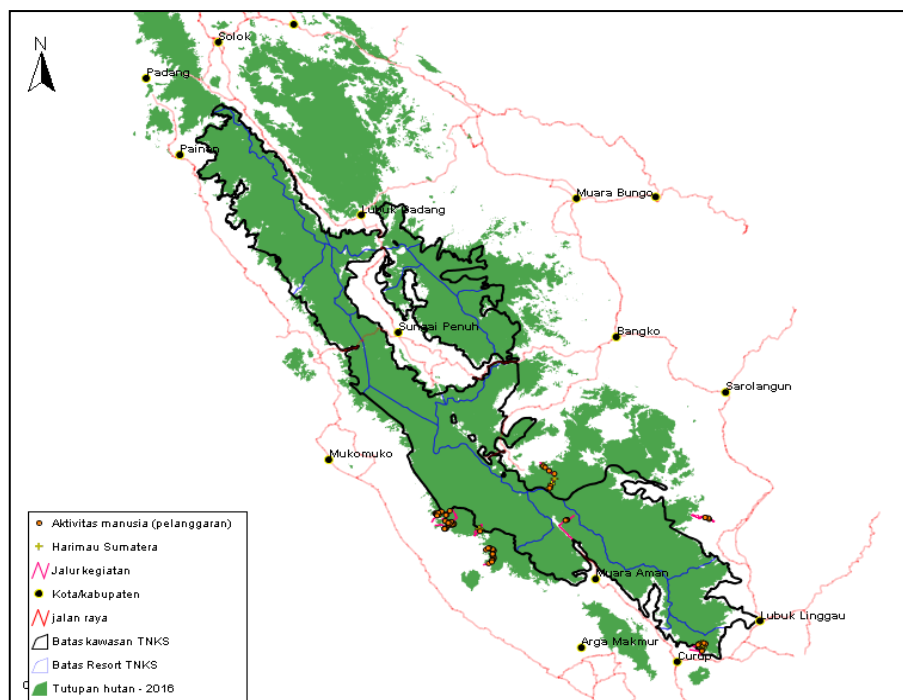 N
Solok
Padang
Painan
Muara Bungo
Lubuk Gadang
Sungai Penuh
Bangko
Sarolangun
Mukomuko
Muara Aman
Lubuk Linggau
Arga Makmur
Curup
Aktivitas manusia (pelanggaran)
Harimau Sumatera
Jalur kegiatan
Kota/kabupaten
jalan raya
Batas kawasan TNKS
Batas Resort TNKS
Tutupan hutan - 2016